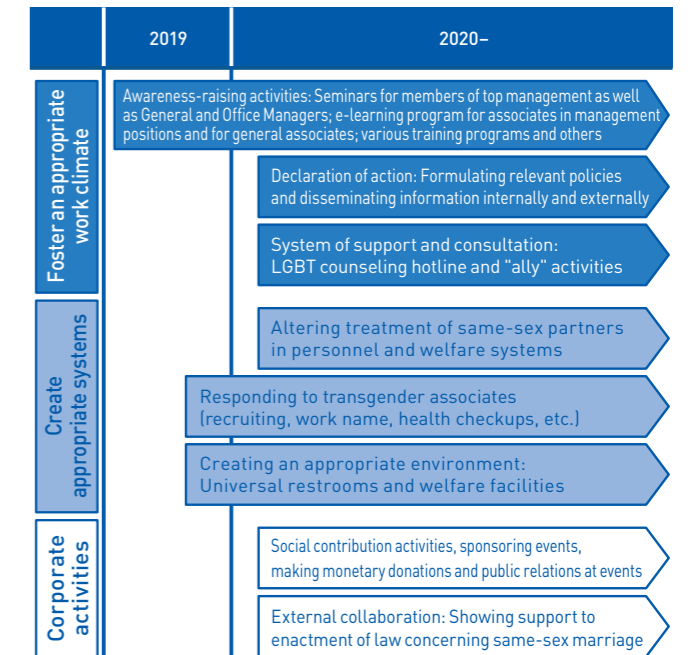 2019
2020–
Foster an appropriate
work climate
Awareness-raising activities: Seminars for members of top management as well
as General and Office Managers; e-learning program for associates in management
positions and for general associates; various training programs and others
Declaration of action: Formulating relevant policies
and disseminating information internally and externally
System of support and consultation:
LGBT counseling hotline and "ally" activities
Create
appropriate systems
Altering treatment of same-sex partners
in personnel and welfare systems
Responding to transgender associates
(recruiting, work name, health checkups, etc.)
Creating an appropriate environment:
Universal restrooms and welfare facilities
Corporate
activities
Social contribution activities, sponsoring events,
making monetary donations and public relations at events
External collaboration: Showing support to
enactment of law concerning same-sex marriage